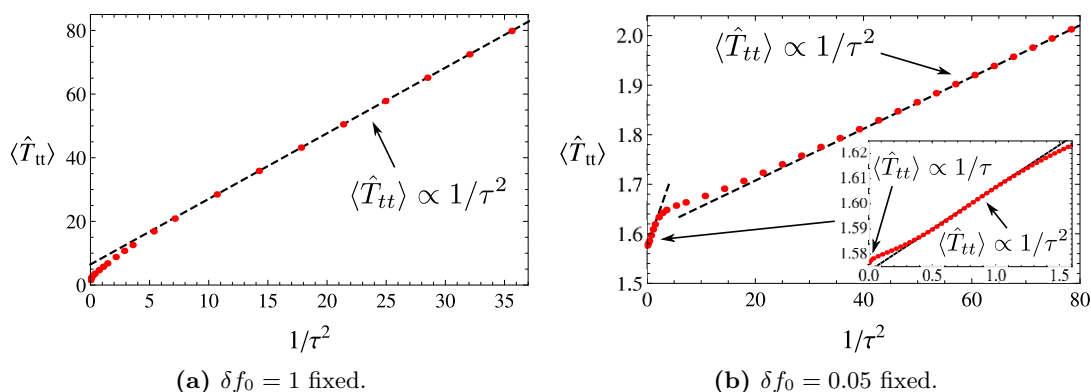 80
60
40
20
0
⟨T̂tt⟩
⟨T̂tt⟩ ∝ 1/τ²
0 5 10 15 20 25 30 35
1/τ²
(a) δf₀ = 1 fixed.
2.0
1.9
1.8
1.7
1.6
1.5
⟨T̂tt⟩
⟨T̂tt⟩ ∝ 1/τ²
1.62
1.61
1.60
1.59
1.58
⟨T̂tt⟩ ∝ 1/τ
⟨T̂tt⟩ ∝ 1/τ²
0.0 0.5 1.0 1.5
0 20 40 60 80
1/τ²
(b) δf₀ = 0.05 fixed.